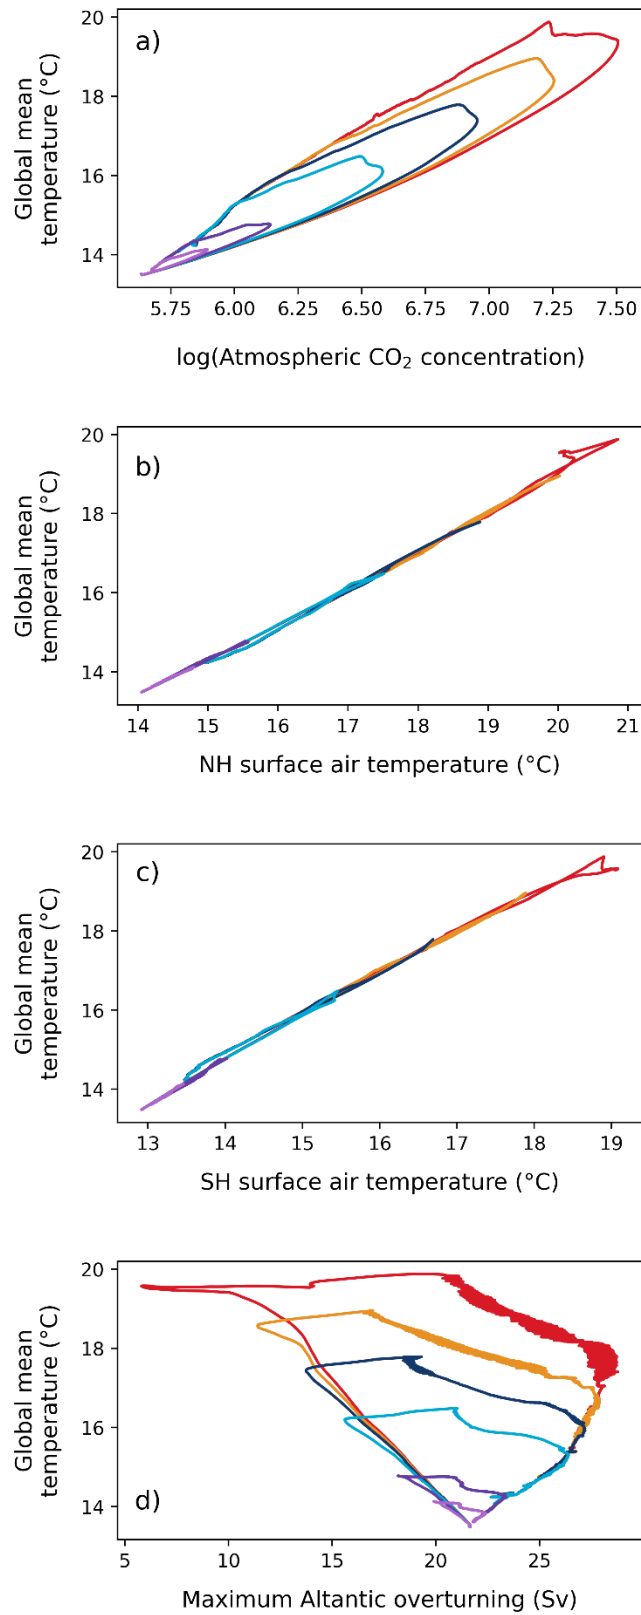 a)
Global mean
temperature (°C)
20
18
16
14
5.75 6.00 6.25 6.50 6.75 7.00 7.25 7.50
log(Atmospheric CO₂ concentration)
b)
Global mean
temperature (°C)
20
18
16
14
14 15 16 17 18 19 20 21
NH surface air temperature (°C)
c)
Global mean
temperature (°C)
20
18
16
14
13 14 15 16 17 18 19
SH surface air temperature (°C)
d)
Global mean
temperature (°C)
20
18
16
14
5 10 15 20 25
Maximum Altantic overturning (Sv)